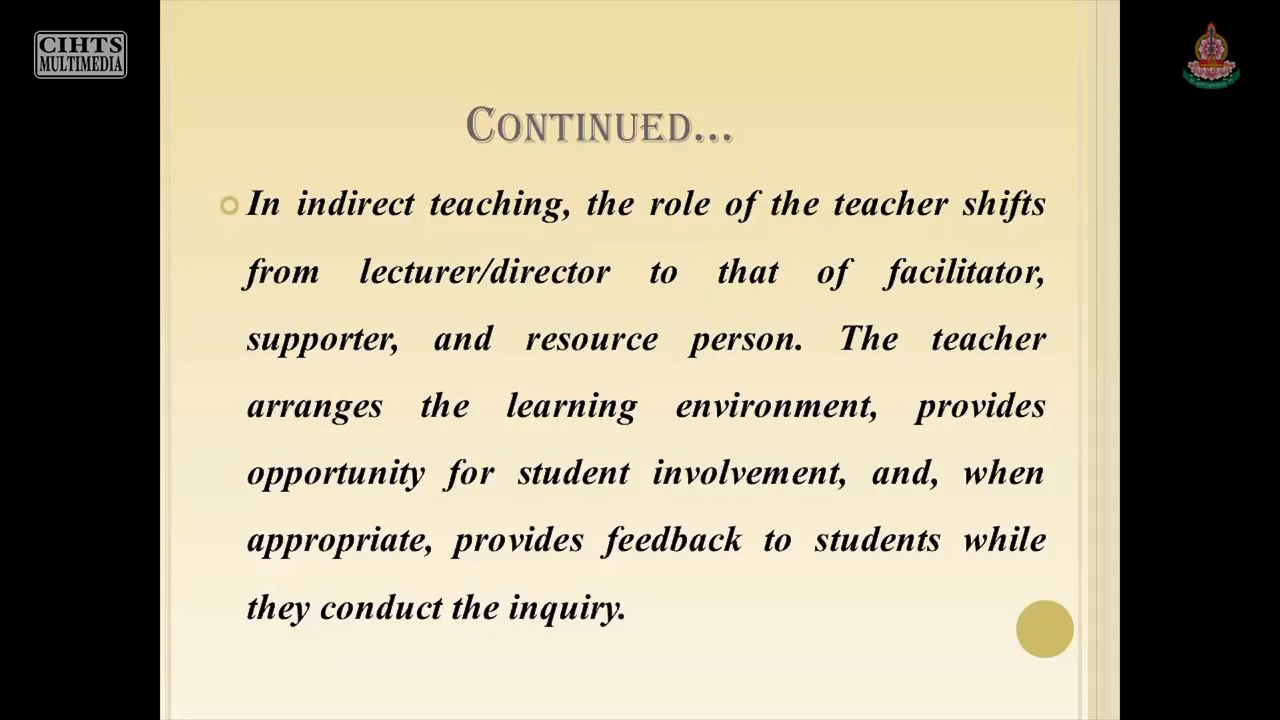 CIHTS
MULTIMEDIA
CONTINUED...
In indirect teaching, the role of the teacher shifts
from lecturer/director to that of facilitator,
supporter, and resource person. The teacher
arranges the learning environment, provides
opportunity for student involvement, and, when
appropriate, provides feedback to students while
they conduct the inquiry.